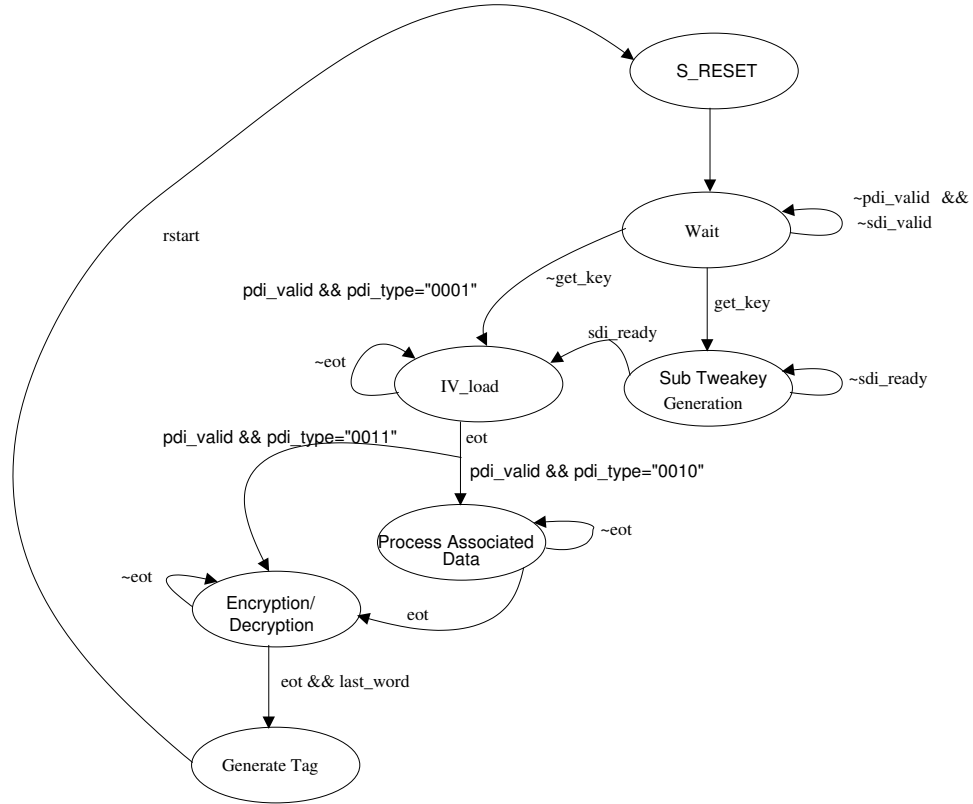 S_RESET
~pdi_valid &&
~sdi_valid
Wait
rstart
~get_key
pdi_valid && pdi_type="0001"
get_key
sdi_ready
~eot
IV_load
Sub Tweakey
Generation
~sdi_ready
eot
pdi_valid && pdi_type="0011"
pdi_valid && pdi_type="0010"
Process Associated
Data
~eot
~eot
Encryption/
Decryption
eot
eot && last_word
Generate Tag